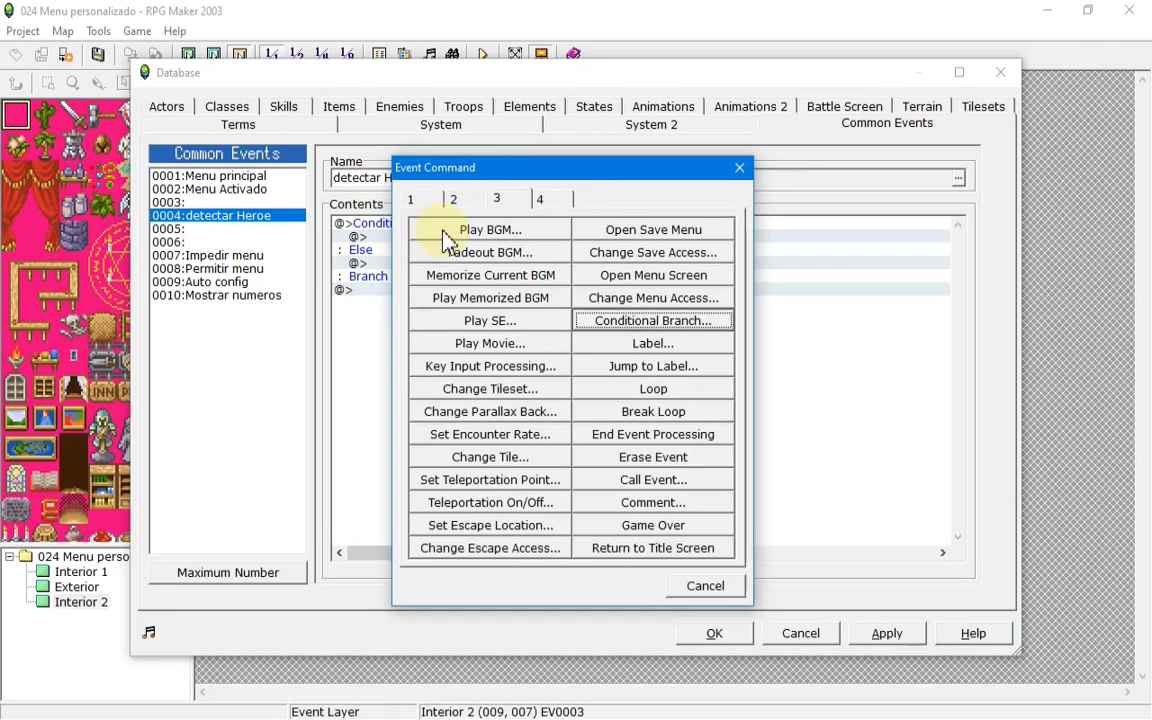 024 Menu personalizado - RPG Maker 2003
Project Map Tools Game Help
Database
Actors Classes Skills Items Enemies Troops Elements States Animations Animations 2 Battle Screen Terrain Tilesets
Terms System System 2 Common Events
Common Events
0001:Menu principal
0002:Menu Activado
0003:
0004:detectar Heroe
0005:
0006:
0007:Impedir menu
0008:Permitir menu
0009:Auto config
0010:Mostrar numeros
Maximum Number
Name
detectar H
...
Contents
@>Conditi
@>
: Else
@>
: Branch
@>
Event Command
1 2 3 4
Play BGM... Open Save Menu
Fadeout BGM... Change Save Access...
Memorize Current BGM Open Menu Screen
Play Memorized BGM Change Menu Access...
Play SE... Conditional Branch...
Play Movie... Label...
Key Input Processing... Jump to Label...
Change Tileset... Loop
Change Parallax Back... Break Loop
Set Encounter Rate... End Event Processing
Change Tile... Erase Event
Set Teleportation Point... Call Event...
Teleportation On/Off... Comment...
Set Escape Location... Game Over
Change Escape Access... Return to Title Screen
Cancel
OK Cancel Apply Help
024 Menu perso
Interior 1
Exterior
Interior 2
Event Layer Interior 2 (009, 007) EV0003